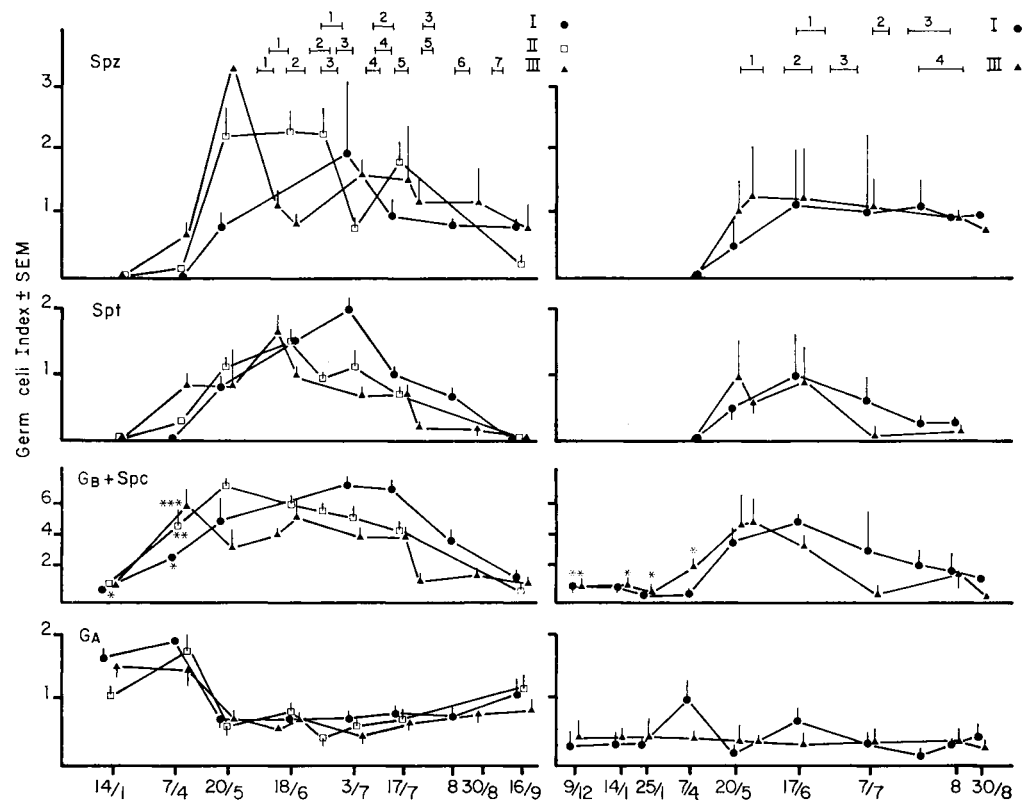 1 2 3 I
1 2 3 4 5 II
1 2 3 4 5 6 7 III
1 2 3 I
1 2 3 4 III
Spz
3
2
1
Spt
2
1
GB + Spc
6
4
2
***
**
*
*
* *
*
*
*
GA
2
1
Germ cell Index ± SEM
14/1 7/4 20/5 18/6 3/7 17/7 8 30/8 16/9
9/12 14/1 25/1 7/4 20/5 17/6 7/7 8 30/8